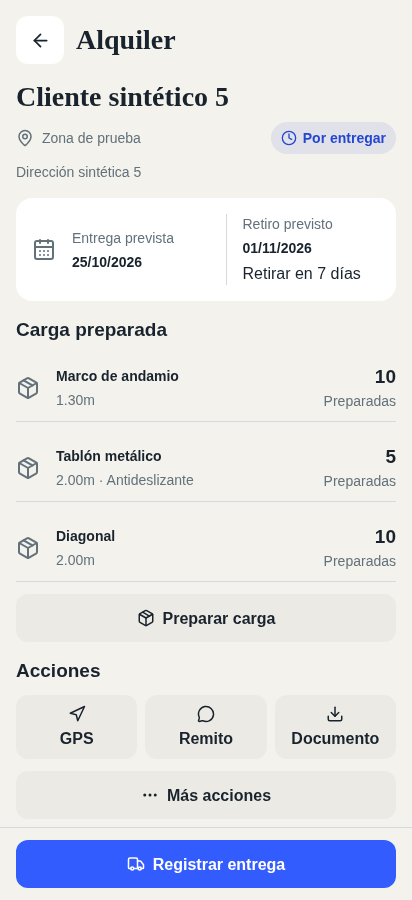 Alquiler
Cliente sintético 5
Zona de prueba
Por entregar
Dirección sintética 5
Entrega prevista
25/10/2026
Retiro previsto
01/11/2026
Retirar en 7 días
Carga preparada
Marco de andamio
1.30m
10
Preparadas
Tablón metálico
2.00m · Antideslizante
5
Preparadas
Diagonal
2.00m
10
Preparadas
Preparar carga
Acciones
GPS
Remito
Documento
Más acciones
Registrar entrega